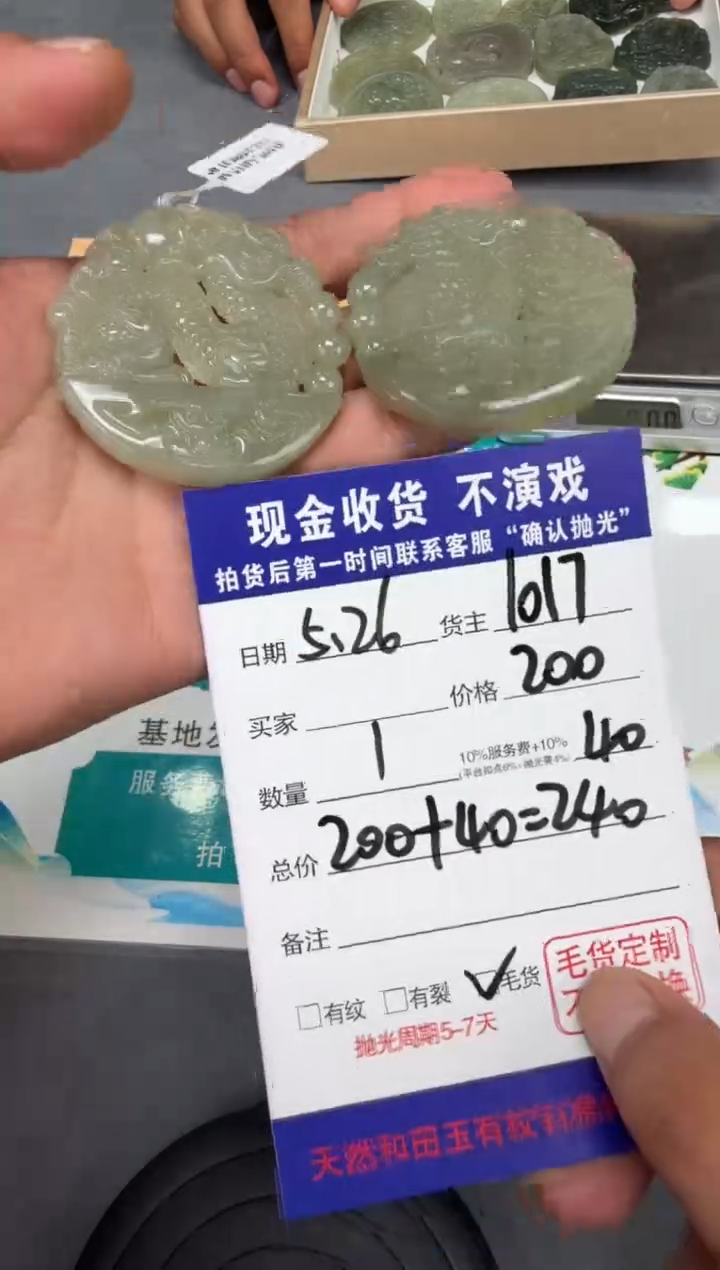 现金收货 不演戏
拍货后第一时间联系客服“确认抛光”
日期 5.26 货主 1017
买家 价格 200
数量 1 10%服务费+10% 40
总价 200+40=240
备注
有纹 有裂 毛货
毛货定制
抛光周期5-7天
天然和田玉有纹有棉
基地发
服务费
拍